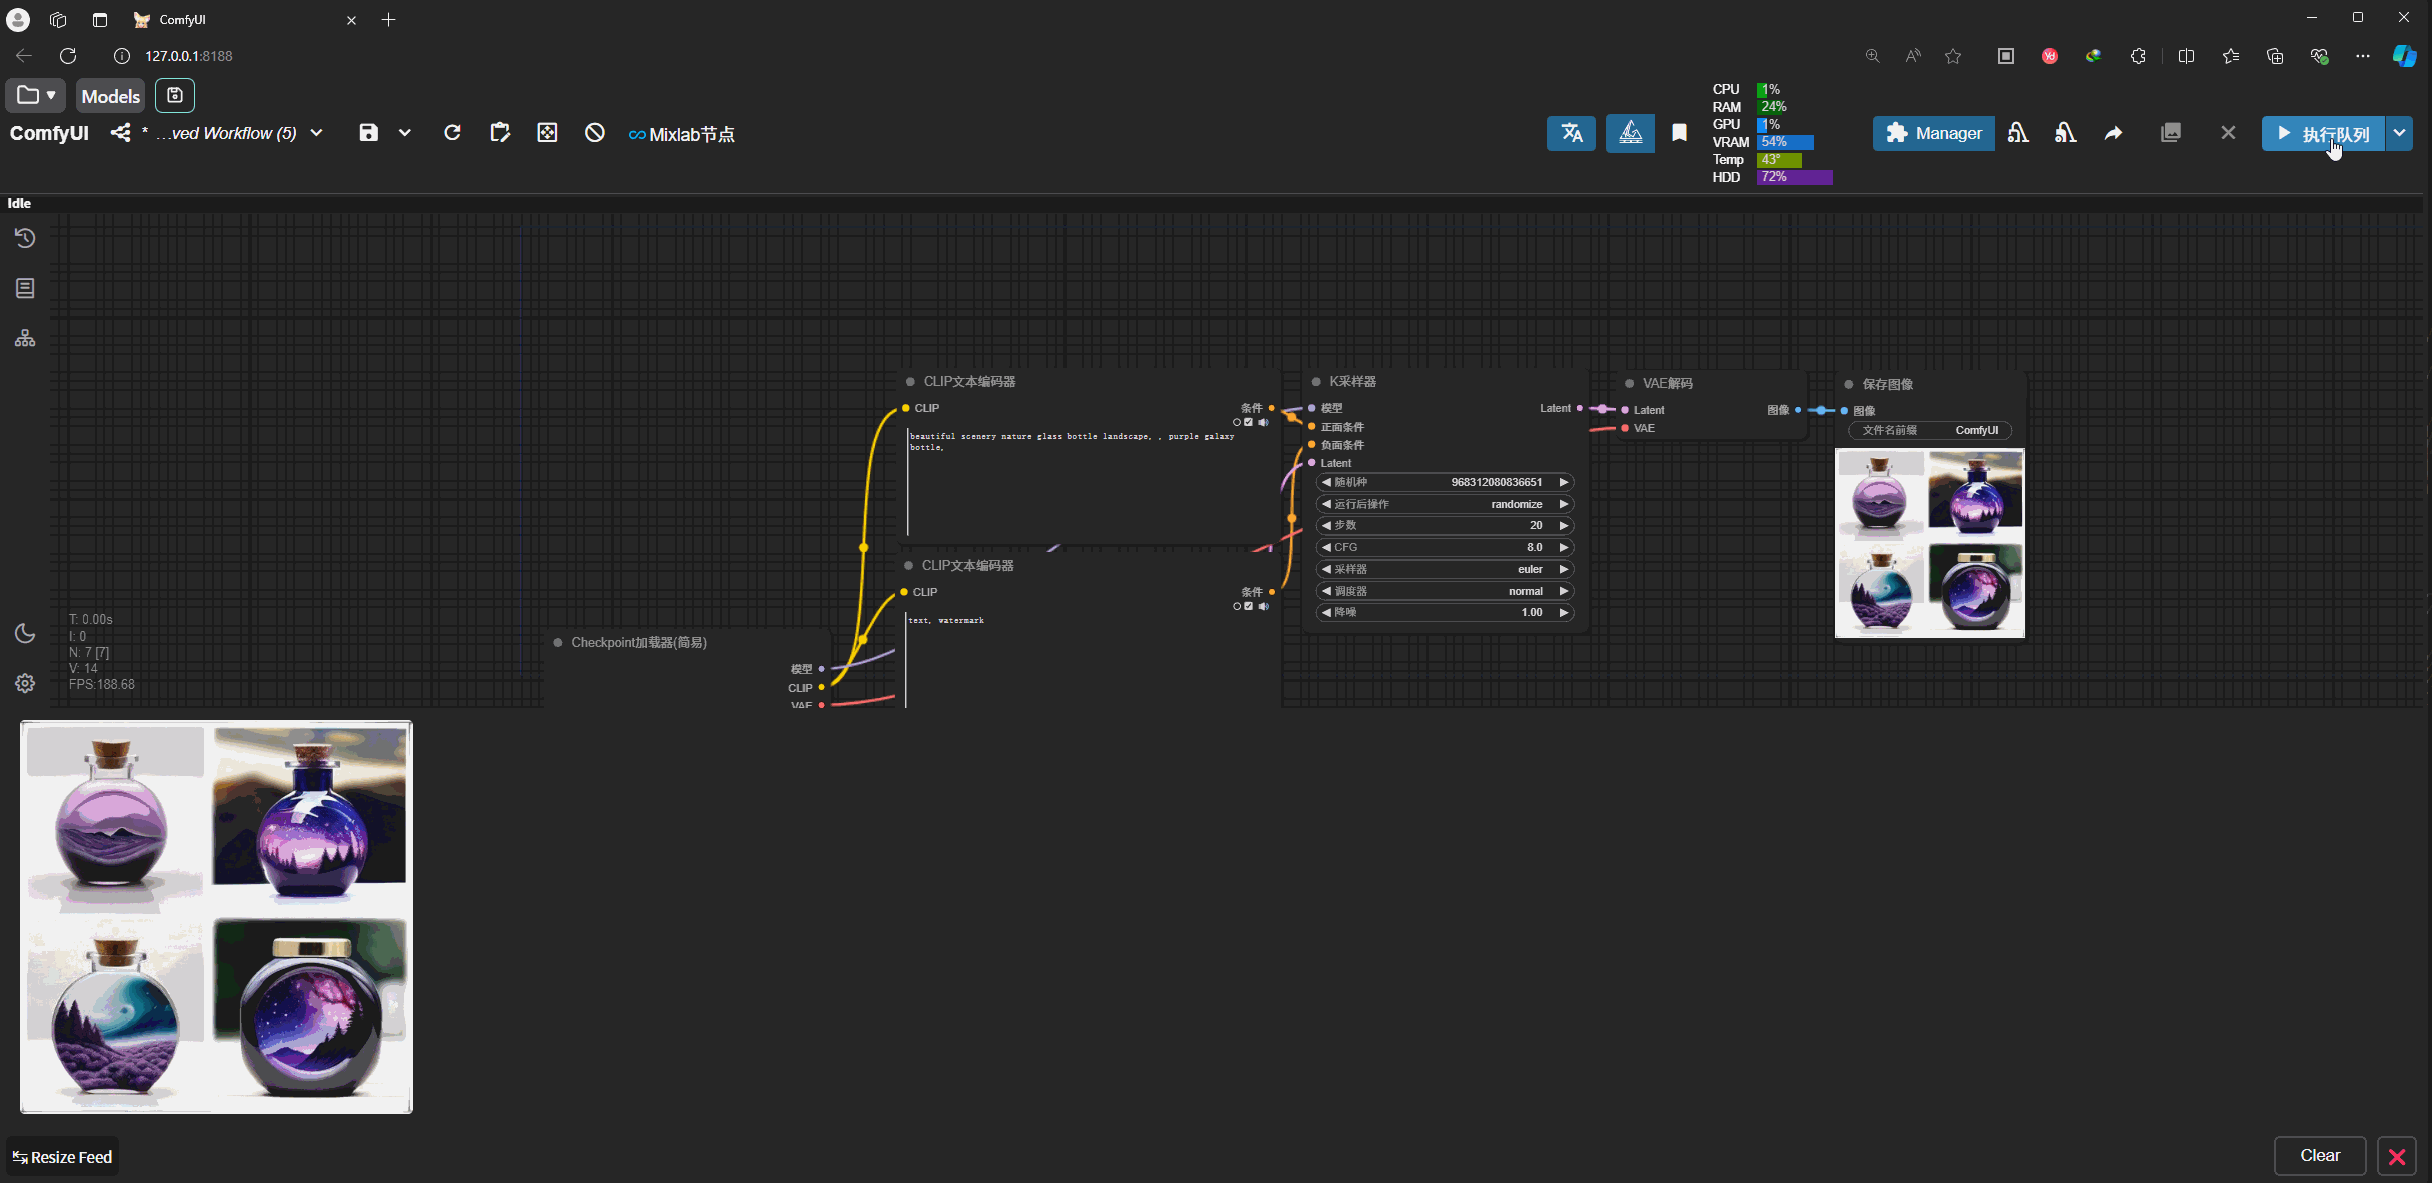 ComfyUI
127.0.0.1:8188
Models
CPU 1%
RAM 24%
GPU 1%
VRAM 54%
Temp 43°
HDD 72%
ComfyUI
* ...ved Workflow (5)
Mixlab节点
Manager
执行队列
Idle
CLIP文本编码器
CLIP
条件
beautiful scenery nature glass bottle landscape, , purple galaxy
bottle,
CLIP文本编码器
CLIP
条件
text, watermark
K采样器
模型
Latent
正面条件
负面条件
Latent
随机种 968312080836651
运行后操作 randomize
步数 20
CFG 8.0
采样器 euler
调度器 normal
降噪 1.00
VAE解码
Latent
图像
VAE
保存图像
图像
文件名前缀 ComfyUI
T: 0.00s
I: 0
N: 7 [7]
V: 14
FPS:188.68
Checkpoint加载器(简易)
模型
CLIP
VAE
Resize Feed
Clear